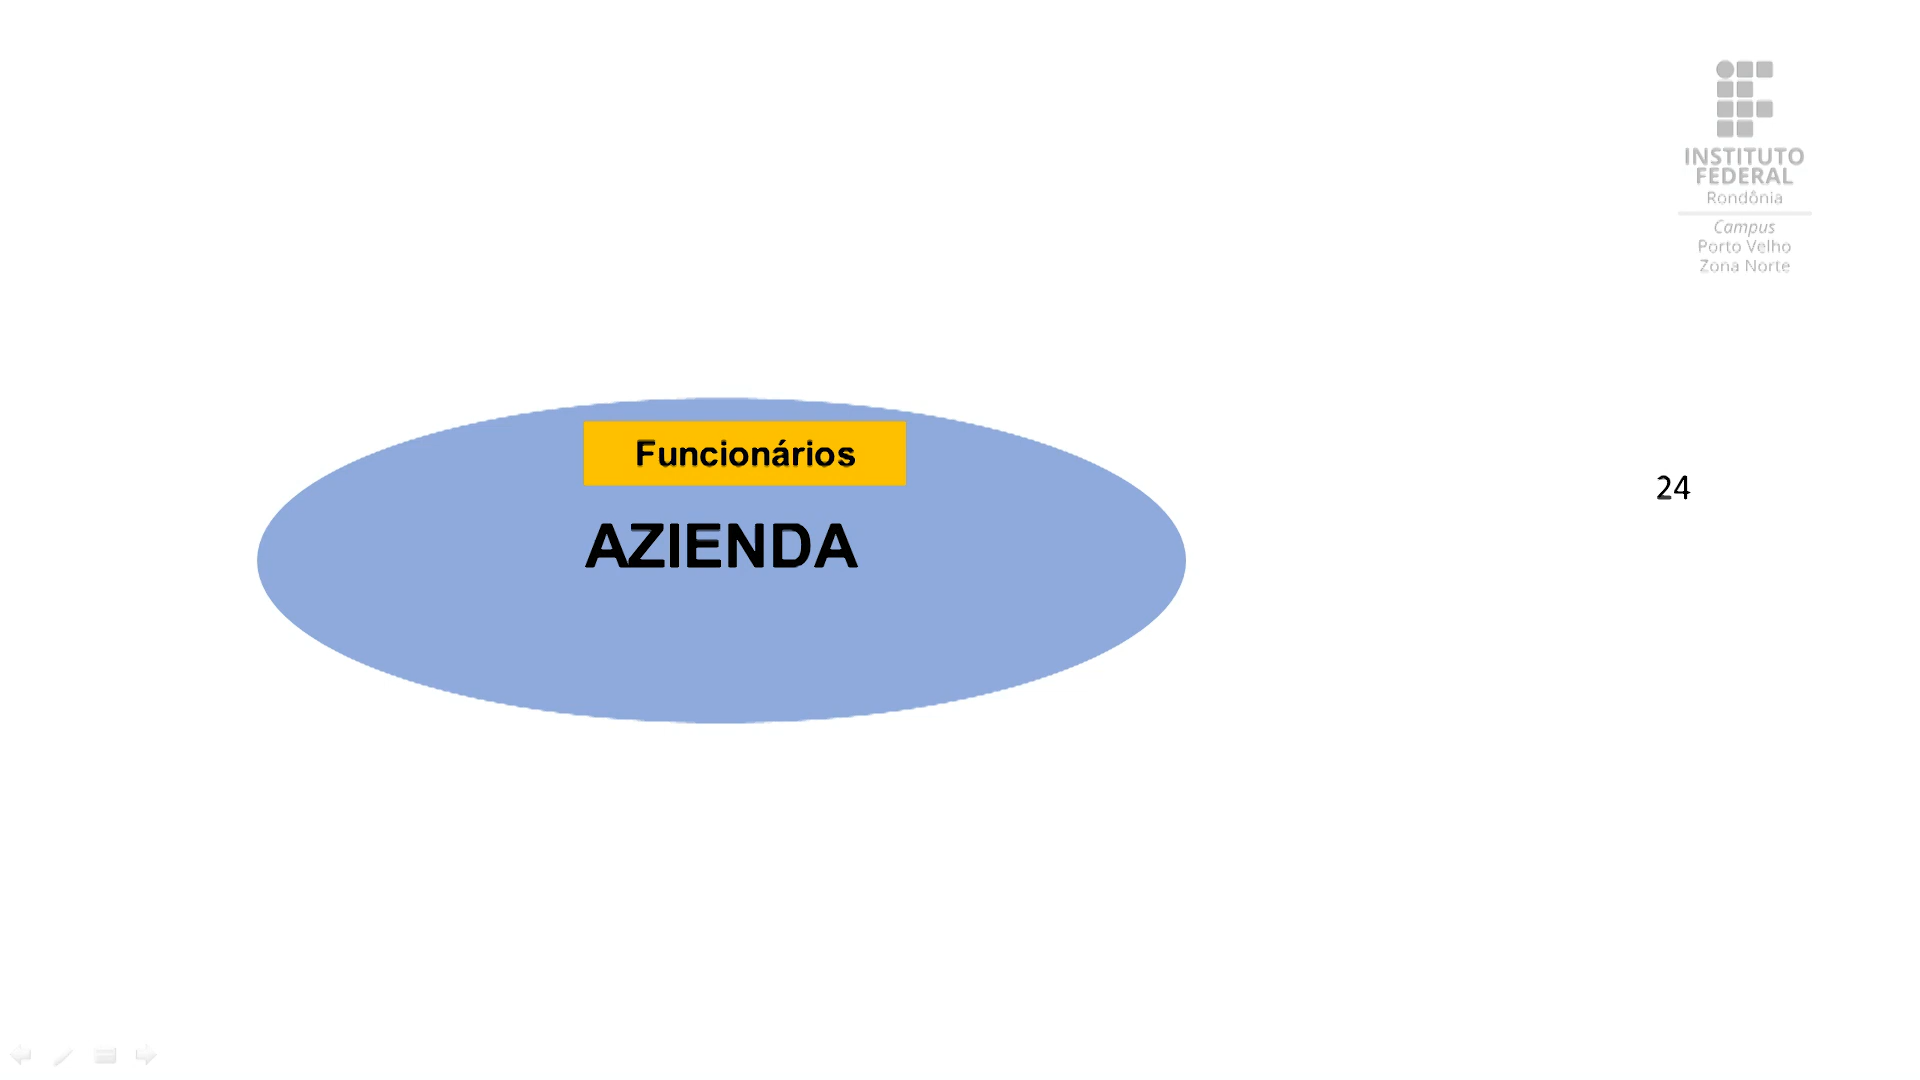 INSTITUTO
FEDERAL
Rondônia
Campus
Porto Velho
Zona Norte
Funcionários
24
AZIENDA